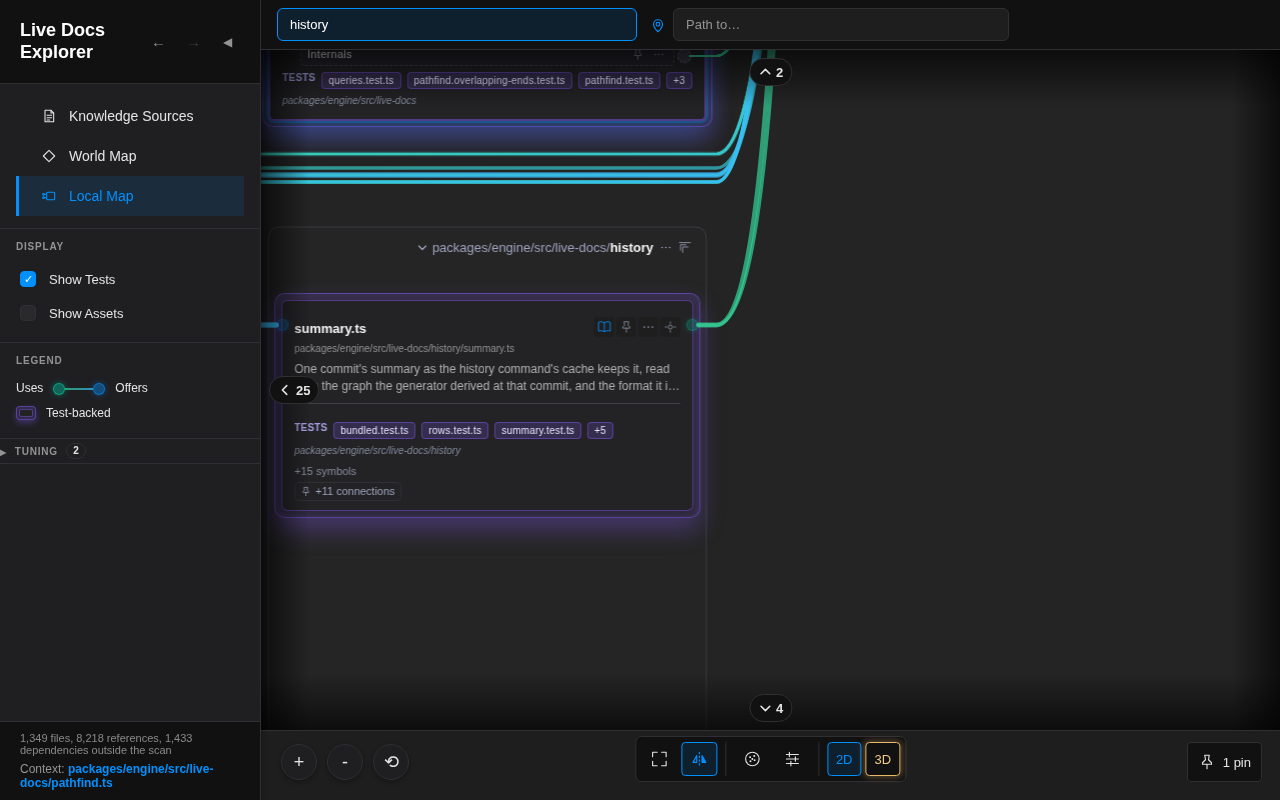 Live Docs
Explorer
← → ◀
Knowledge Sources
World Map
Local Map
DISPLAY
✓ Show Tests
Show Assets
LEGEND
Uses Offers
Test-backed
▶ TUNING 2
1,349 files, 8,218 references, 1,433
dependencies outside the scan
Context: packages/engine/src/live-
docs/pathfind.ts
history
Path to…
Internals ⋯
TESTS queries.test.ts pathfind.overlapping-ends.test.ts pathfind.test.ts +3
packages/engine/src/live-docs
2
packages/engine/src/live-docs/history ⋯
summary.ts ⋯
packages/engine/src/live-docs/history/summary.ts
One commit's summary as the history command's cache keeps it, read
the graph the generator derived at that commit, and the format it i…
25
TESTS bundled.test.ts rows.test.ts summary.test.ts +5
packages/engine/src/live-docs/history
+15 symbols
+11 connections
4
+ - ⟲
2D 3D
1 pin